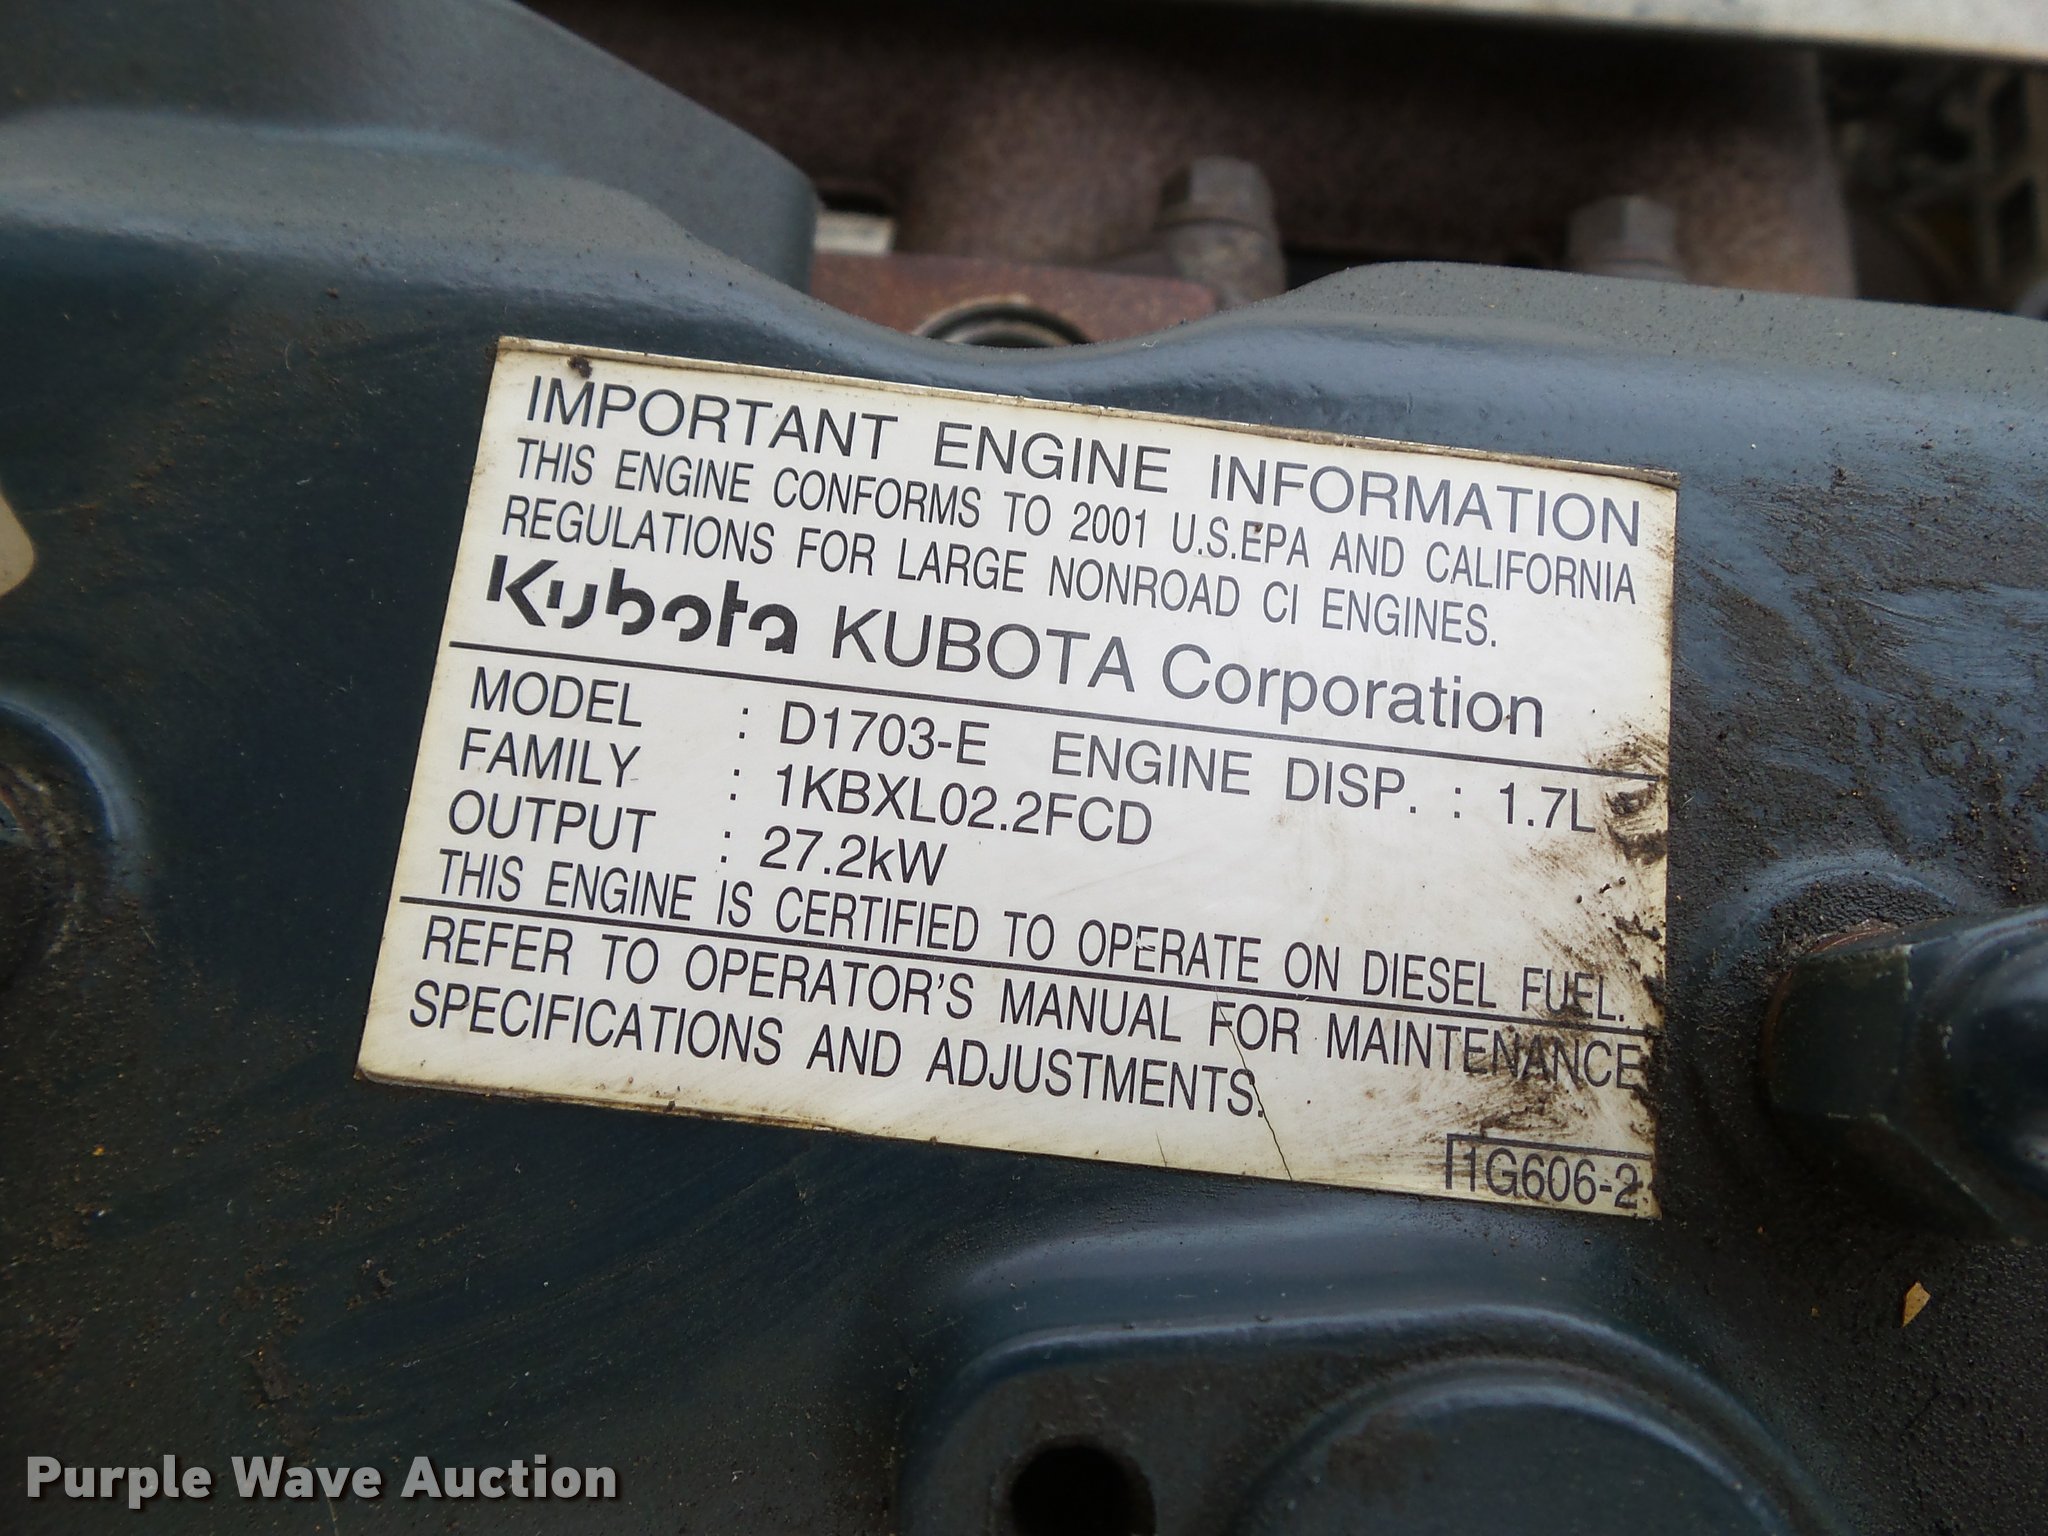 IMPORTANT ENGINE INFORMATION
THIS ENGINE CONFORMS TO 2001 U.S.EPA AND CALIFORNIA
REGULATIONS FOR LARGE NONROAD CI ENGINES.
Kubota KUBOTA Corporation
MODEL : D1703-E ENGINE DISP. : 1.7L
FAMILY : 1KBXL02.2FCD
OUTPUT : 27.2kW
THIS ENGINE IS CERTIFIED TO OPERATE ON DIESEL FUEL.
REFER TO OPERATOR'S MANUAL FOR MAINTENANCE
SPECIFICATIONS AND ADJUSTMENTS.
1G606-2
Purple Wave Auction